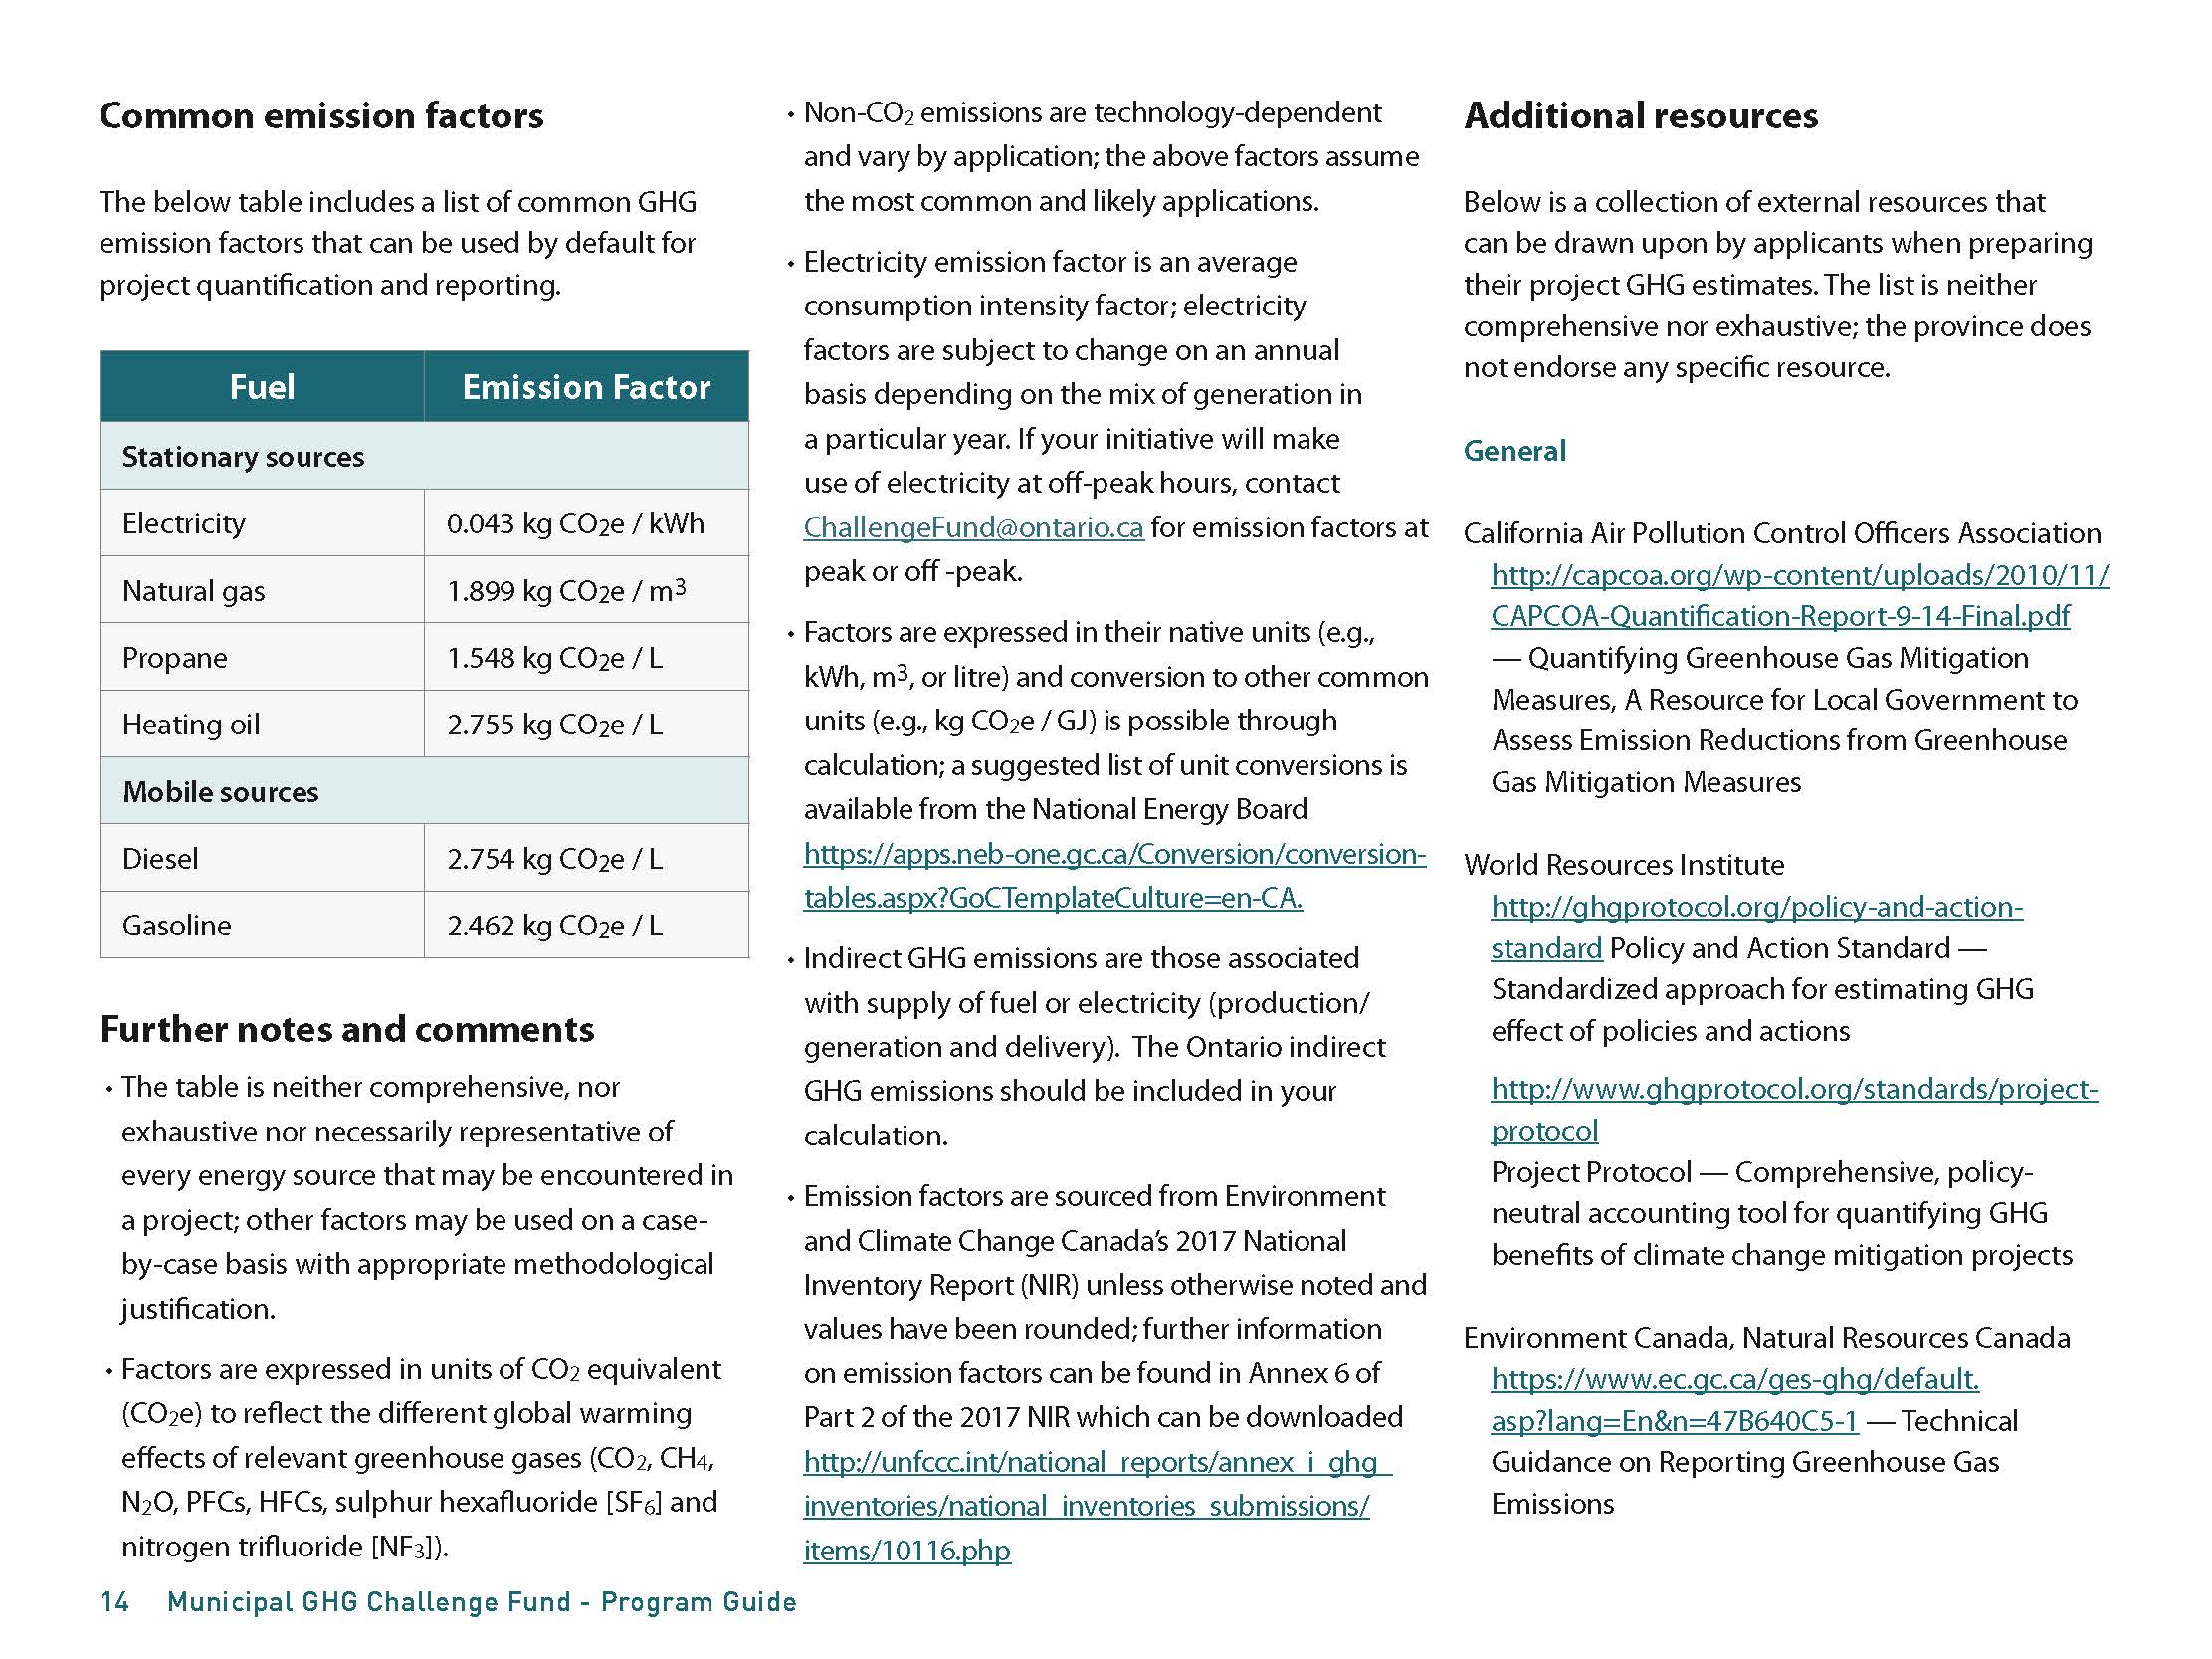 Common emission factors
The below table includes a list of common GHG
emission factors that can be used by default for
project quantification and reporting.
Fuel Emission Factor
Stationary sources
Electricity 0.043 kg CO2e / kWh
Natural gas 1.899 kg CO2e / m3
Propane 1.548 kg CO2e / L
Heating oil 2.755 kg CO2e / L
Mobile sources
Diesel 2.754 kg CO2e / L
Gasoline 2.462 kg CO2e / L
Further notes and comments
• The table is neither comprehensive, nor
exhaustive nor necessarily representative of
every energy source that may be encountered in
a project; other factors may be used on a case-
by-case basis with appropriate methodological
justification.
• Factors are expressed in units of CO2 equivalent
(CO2e) to reflect the different global warming
effects of relevant greenhouse gases (CO2, CH4,
N2O, PFCs, HFCs, sulphur hexafluoride [SF6] and
nitrogen trifluoride [NF3]).
• Non-CO2 emissions are technology-dependent
and vary by application; the above factors assume
the most common and likely applications.
• Electricity emission factor is an average
consumption intensity factor; electricity
factors are subject to change on an annual
basis depending on the mix of generation in
a particular year. If your initiative will make
use of electricity at off-peak hours, contact
ChallengeFund@ontario.ca for emission factors at
peak or off -peak.
• Factors are expressed in their native units (e.g.,
kWh, m3, or litre) and conversion to other common
units (e.g., kg CO2e / GJ) is possible through
calculation; a suggested list of unit conversions is
available from the National Energy Board
https://apps.neb-one.gc.ca/Conversion/conversion-
tables.aspx?GoCTemplateCulture=en-CA.
• Indirect GHG emissions are those associated
with supply of fuel or electricity (production/
generation and delivery).  The Ontario indirect
GHG emissions should be included in your
calculation.
• Emission factors are sourced from Environment
and Climate Change Canada’s 2017 National
Inventory Report (NIR) unless otherwise noted and
values have been rounded; further information
on emission factors can be found in Annex 6 of
Part 2 of the 2017 NIR which can be downloaded
http://unfccc.int/national_reports/annex_i_ghg_
inventories/national_inventories_submissions/
items/10116.php
Additional resources
Below is a collection of external resources that
can be drawn upon by applicants when preparing
their project GHG estimates. The list is neither
comprehensive nor exhaustive; the province does
not endorse any specific resource.
General
California Air Pollution Control Officers Association
http://capcoa.org/wp-content/uploads/2010/11/
CAPCOA-Quantification-Report-9-14-Final.pdf
— Quantifying Greenhouse Gas Mitigation
Measures, A Resource for Local Government to
Assess Emission Reductions from Greenhouse
Gas Mitigation Measures
World Resources Institute
http://ghgprotocol.org/policy-and-action-
standard Policy and Action Standard —
Standardized approach for estimating GHG
effect of policies and actions
http://www.ghgprotocol.org/standards/project-
protocol
Project Protocol — Comprehensive, policy-
neutral accounting tool for quantifying GHG
benefits of climate change mitigation projects
Environment Canada, Natural Resources Canada
https://www.ec.gc.ca/ges-ghg/default.
asp?lang=En&n=47B640C5-1 — Technical
Guidance on Reporting Greenhouse Gas
Emissions
14 Municipal GHG Challenge Fund - Program Guide